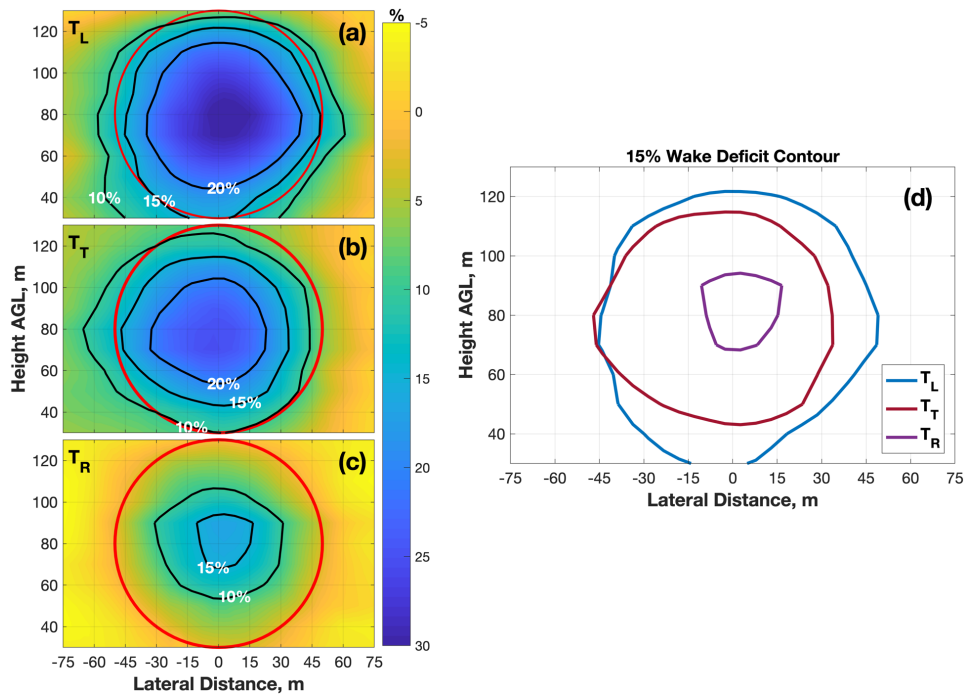 %
T_L
(a)
120
100
80
60
40
10%
15%
20%
T_T
(b)
120
100
80
60
40
20%
15%
10%
Height AGL, m
T_R
(c)
120
100
80
60
40
15%
10%
-75 -60 -45 -30 -15 0 15 30 45 60 75
Lateral Distance, m
-5
0
5
10
15
20
25
30
15% Wake Deficit Contour
(d)
120
100
80
60
40
T_L
T_T
T_R
-75 -60 -45 -30 -15 0 15 30 45 60 75
Lateral Distance, m